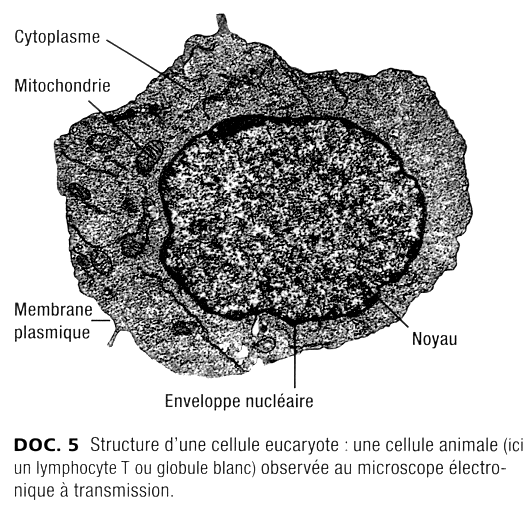 Cytoplasme
Mitochondrie
Membrane
plasmique
Noyau
Enveloppe nucléaire
DOC. 5 Structure d'une cellule eucaryote : une cellule animale (ici
un lymphocyte T ou globule blanc) observée au microscope électro-
nique à transmission.